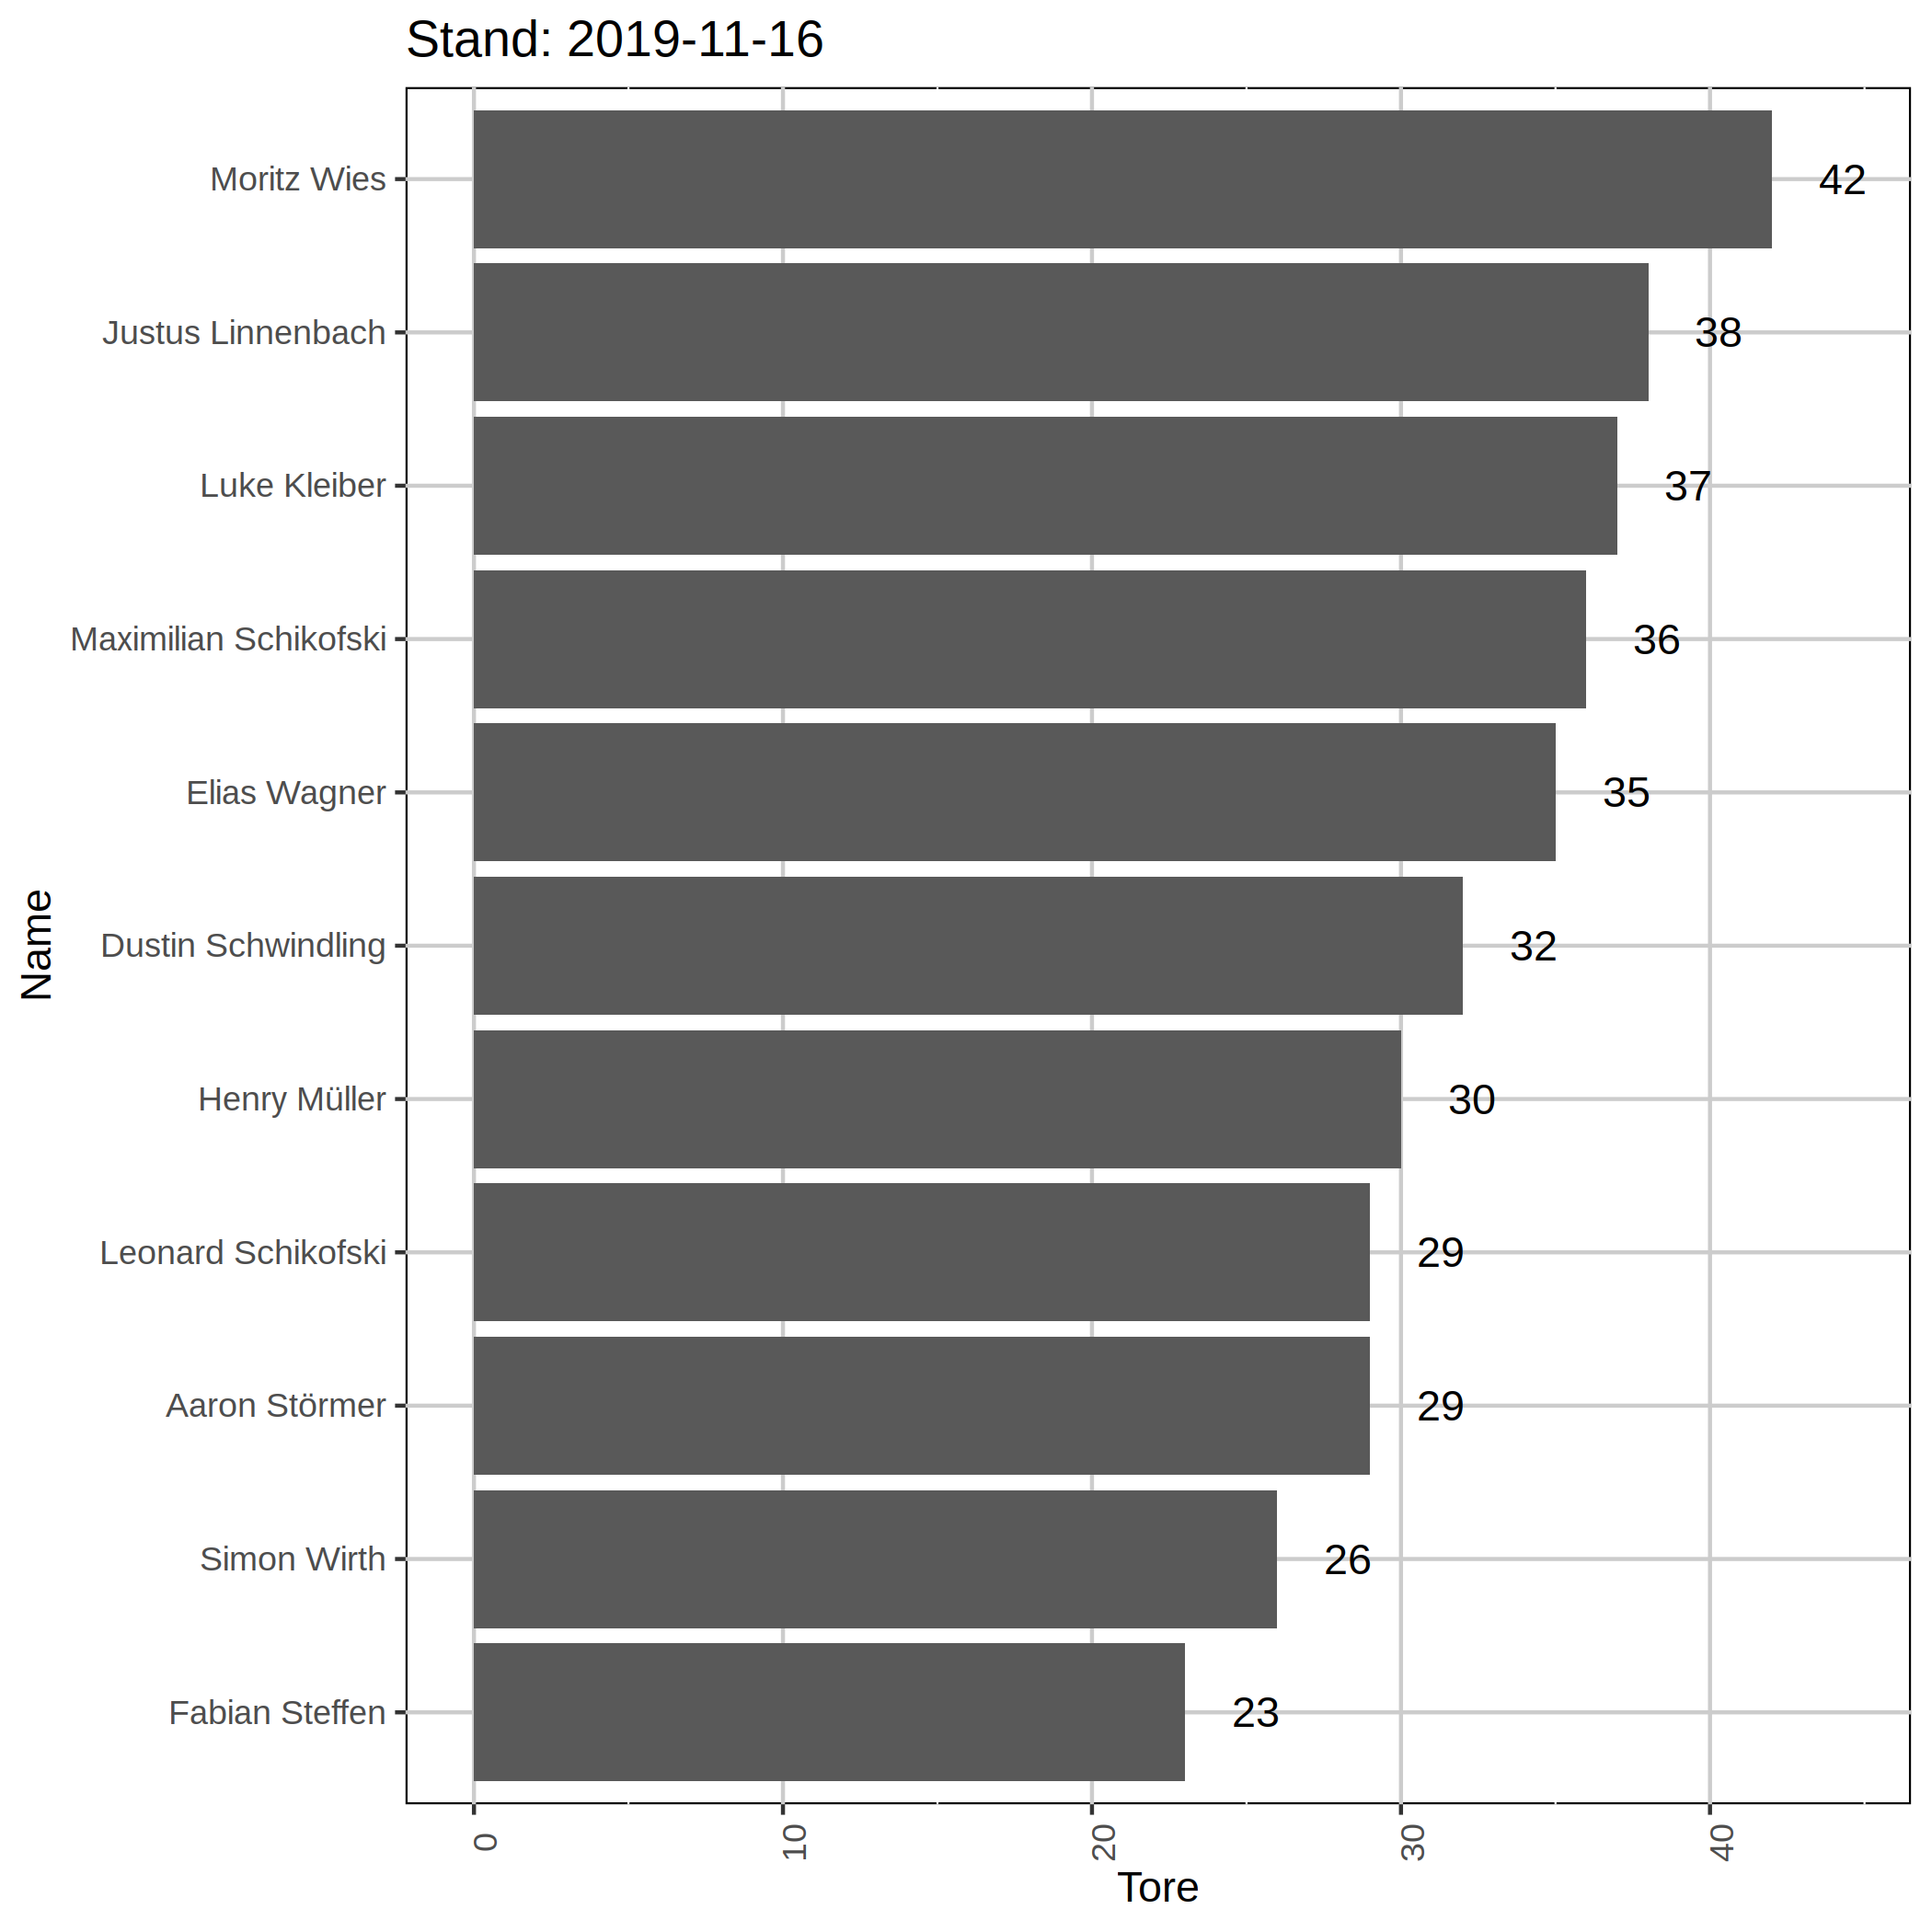 Stand: 2019-11-16
Moritz Wies 42
Justus Linnenbach 38
Luke Kleiber 37
Maximilian Schikofski 36
Elias Wagner 35
Dustin Schwindling 32
Henry Müller 30
Leonard Schikofski 29
Aaron Störmer 29
Simon Wirth 26
Fabian Steffen 23
Name
0 10 20 30 40
Tore